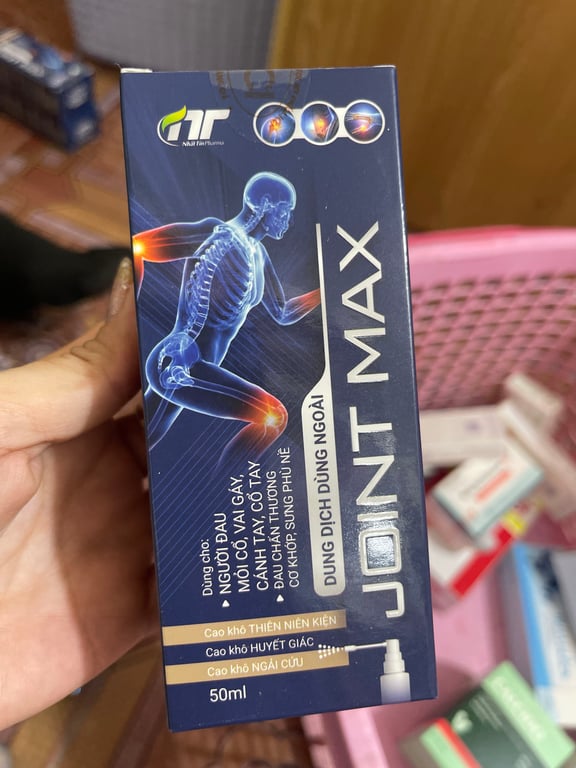 NT
Nhất Tín Pharma
JOINT MAX
DUNG DỊCH DÙNG NGOÀI
Dùng cho:
NGƯỜI ĐAU
MỎI CỔ, VAI GÁY,
CÁNH TAY, CỔ TAY
ĐAU CHẤN THƯƠNG
CƠ KHỚP, SƯNG PHÙ NỀ
Cao khô THIÊN NIÊN KIỆN
Cao khô HUYẾT GIÁC
Cao khô NGẢI CỨU
50ml